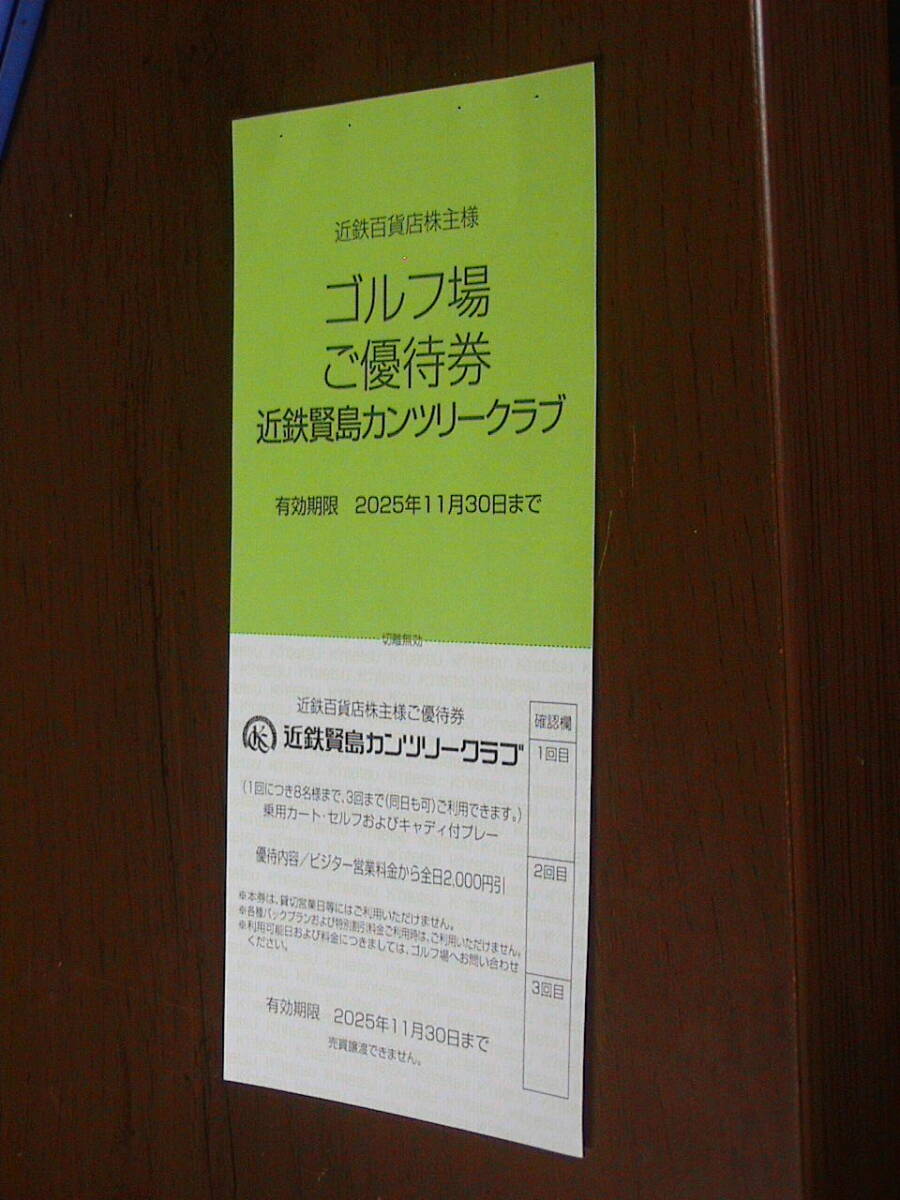 近鉄百貨店株主様
ゴルフ場
ご優待券
近鉄賢島カンツリークラブ
有効期限 2025年11月30日まで
切離無効
近鉄百貨店株主様ご優待券
近鉄賢島カンツリークラブ
(1回につき8名様まで、3回まで(同日も可)ご利用できます。)
乗用カート・セルフおよびキャディ付プレー
優待内容/ビジター営業料金から全日2,000円引
※本券は、貸切営業日等にはご利用いただけません。
※各種パックプランおよび特別割引料金ご利用時は、ご利用いただけません。
※利用可能日および料金につきましては、ゴルフ場へお問い合わせ
ください。
有効期限 2025年11月30日まで
売買譲渡できません。
確認欄
1回目
2回目
3回目